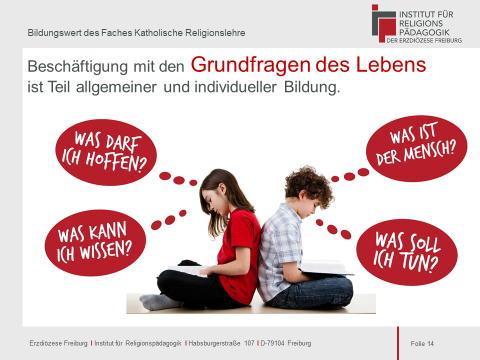 Bildungswert des Faches Katholische Religionslehre
INSTITUT FÜR
RELIGIONS
PÄDAGOGIK
DER ERZDIÖZESE FREIBURG
Beschäftigung mit den Grundfragen des Lebens
ist Teil allgemeiner und individueller Bildung.
WAS DARF
ICH HOFFEN?
WAS IST
DER MENSCH?
WAS KANN
ICH WISSEN?
WAS SOLL
ICH TUN?
Erzdiözese Freiburg I Institut für Religionspädagogik I Habsburgerstraße 107 I D-79104 Freiburg
Folie 14